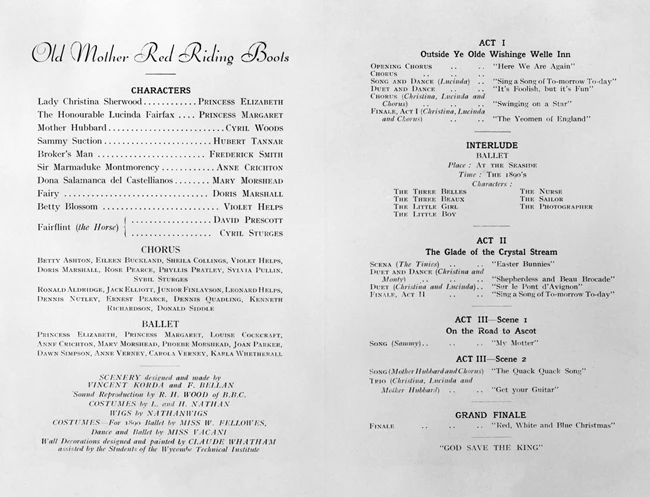 Old Mother Red Riding Boots
CHARACTERS
Lady Christina Sherwood ............ PRINCESS ELIZABETH
The Honourable Lucinda Fairfax .... PRINCESS MARGARET
Mother Hubbard ........................ CYRIL WOODS
Sammy Suction ........................ HUBERT TANNAR
Broker's Man ........................ FREDERICK SMITH
Sir Marmaduke Montmorency ............ ANNE CRICHTON
Dona Salamanca del Castellianos ........ MARY MORSHEAD
Fairy ........................ DORIS MARSHALL
Betty Blossom ........................ VIOLET HELPS
Fairflint (the Horse) { .................. DAVID PRESCOTT
.................. CYRIL STURGES
CHORUS
BETTY ASHTON, EILEEN BUCKLAND, SHEILA COLLINGS, VIOLET HELPS,
DORIS MARSHALL, ROSE PEARCE, PHYLLIS PRATLEY, SYLVIA PULLIN,
SYBIL STURGES
RONALD ALDRIDGE, JACK ELLIOTT, JUNIOR FINLAYSON, LEONARD HELPS,
DENNIS NUTLEY, ERNEST PEARCE, DENNIS QUADLING, KENNETH
RICHARDSON, DONALD SIDDLE
BALLET
PRINCESS ELIZABETH, PRINCESS MARGARET, LOUISE COCKCRAFT,
ANNE CRICHTON, MARY MORSHEAD, PHOEBE MORSHEAD, JOAN PARKER,
DAWN SIMPSON, ANNE VERNEY, CAROLA VERNEY, KARLA WHETHERALL
SCENERY designed and made by
VINCENT KORDA and F. BELLAN
Sound Reproduction by R. H. WOOD of B.B.C.
COSTUMES by L. and H. NATHAN
WIGS by NATHANWIGS
COSTUMES—For 1890 Ballet by MISS W. FELLOWES,
Dance and Ballet by MISS VACANI
Wall Decorations designed and painted by CLAUDE WHATHAM
assisted by the Students of the Wycombe Technical Institute
ACT I
Outside Ye Olde Wishinge Welle Inn
OPENING CHORUS .. .. "Here We Are Again"
CHORUS .. .. ..
SONG AND DANCE (Lucinda) .. "Sing a Song of To-morrow To-day"
DUET AND DANCE .. .. "It's Foolish, but it's Fun"
CHORUS (Christina, Lucinda and
Chorus) .. .. .. "Swinging on a Star"
FINALE, ACT I (Christina, Lucinda
and Chorus) .. .. "The Yeomen of England"
INTERLUDE
BALLET
Place : AT THE SEASIDE
Time : THE 1890's
Characters :
THE THREE BELLES THE NURSE
THE THREE BEAUX THE SAILOR
THE LITTLE GIRL THE PHOTOGRAPHER
THE LITTLE BOY
ACT II
The Glade of the Crystal Stream
SCENA (The Tinies) .. .. "Easter Bunnies"
DUET AND DANCE (Christina and
Monty) .. .. .. "Shepherdess and Beau Brocade"
DUET (Christina and Lucinda) .. "Sur le Pont d'Avignon"
FINALE, ACT II .. .. "Sing a Song of To-morrow To-day"
ACT III—Scene 1
On the Road to Ascot
SONG (Sammy) .. .. .. "My Motter"
ACT III—Scene 2
SONG (Mother Hubbard and Chorus) "The Quack Quack Song"
TRIO (Christina, Lucinda and
Mother Hubbard) .. .. "Get your Guitar"
GRAND FINALE
FINALE .. .. .. "Red, White and Blue Christmas"
"GOD SAVE THE KING"